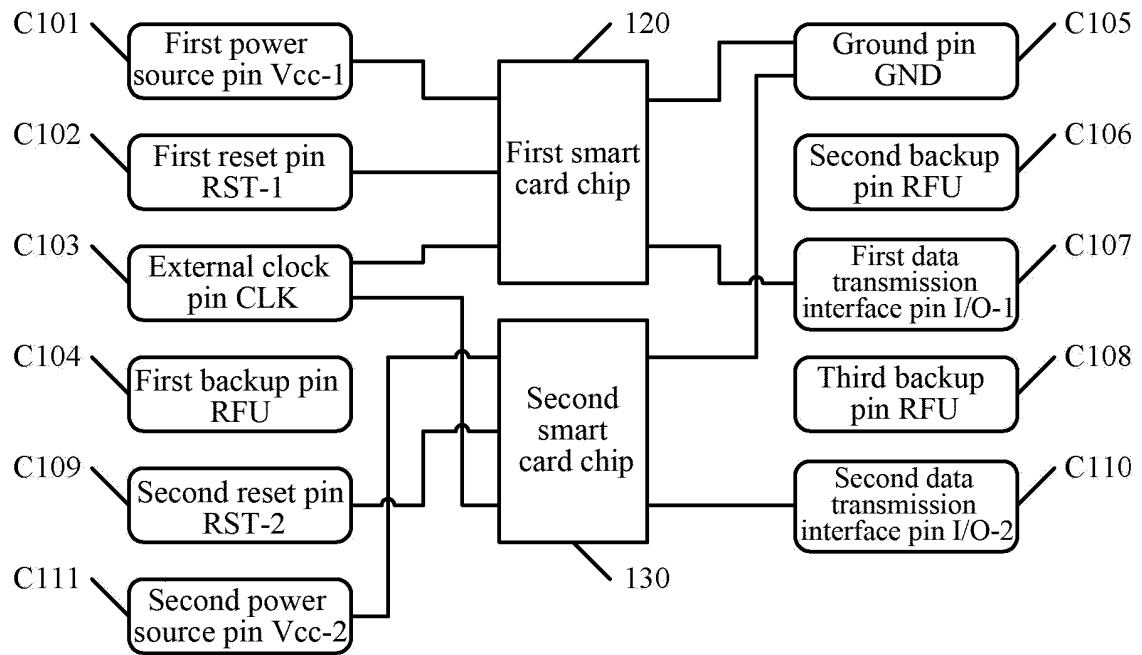 C101
First power
source pin Vcc-1
120
Ground pin
GND
C105
C102
First reset pin
RST-1
First smart
card chip
Second backup
pin RFU
C106
C103
External clock
pin CLK
First data
transmission
interface pin I/O-1
C107
C104
First backup pin
RFU
Second
smart
card chip
Third backup
pin RFU
C108
C109
Second reset pin
RST-2
Second data
transmission
interface pin I/O-2
C110
C111
Second power
source pin Vcc-2
130